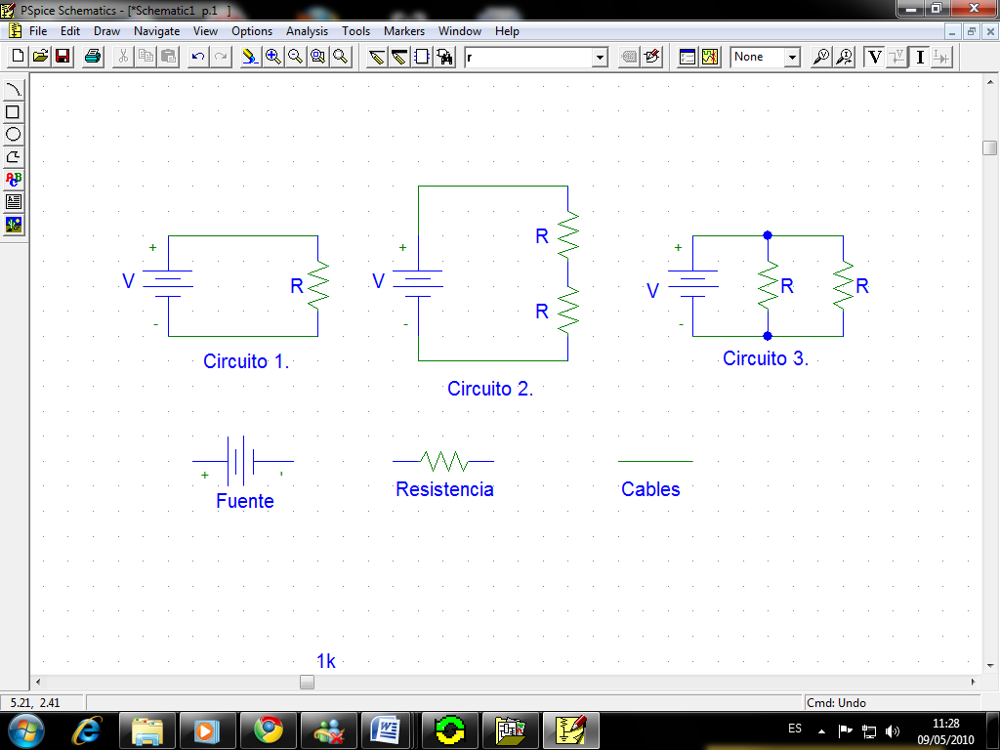 PSpice Schematics - [*Schematic1 p.1 ]
File Edit Draw Navigate View Options Analysis Tools Markers Window Help
r
None
V
I
ABC
+
V
-
R
Circuito 1.
+
V
-
R
R
Circuito 2.
+
V
-
R
R
Circuito 3.
+
'
Fuente
Resistencia
Cables
1k
5.21, 2.41
Cmd: Undo
ES
11:28
09/05/2010